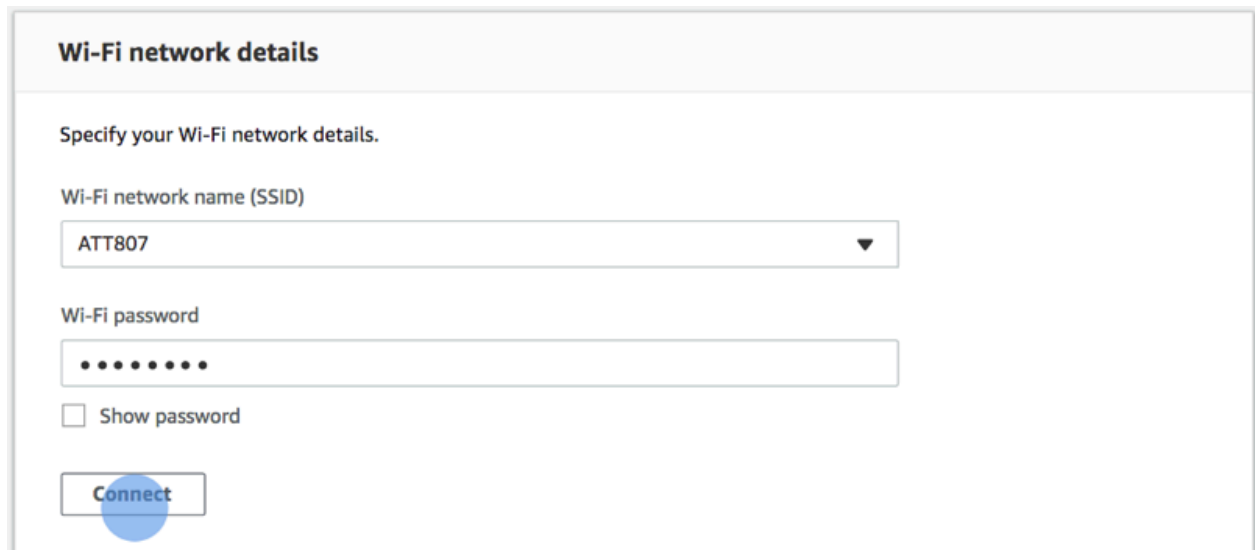 Wi-Fi network details
Specify your Wi-Fi network details.
Wi-Fi network name (SSID)
ATT807
Wi-Fi password
••••••••
Show password
Connect